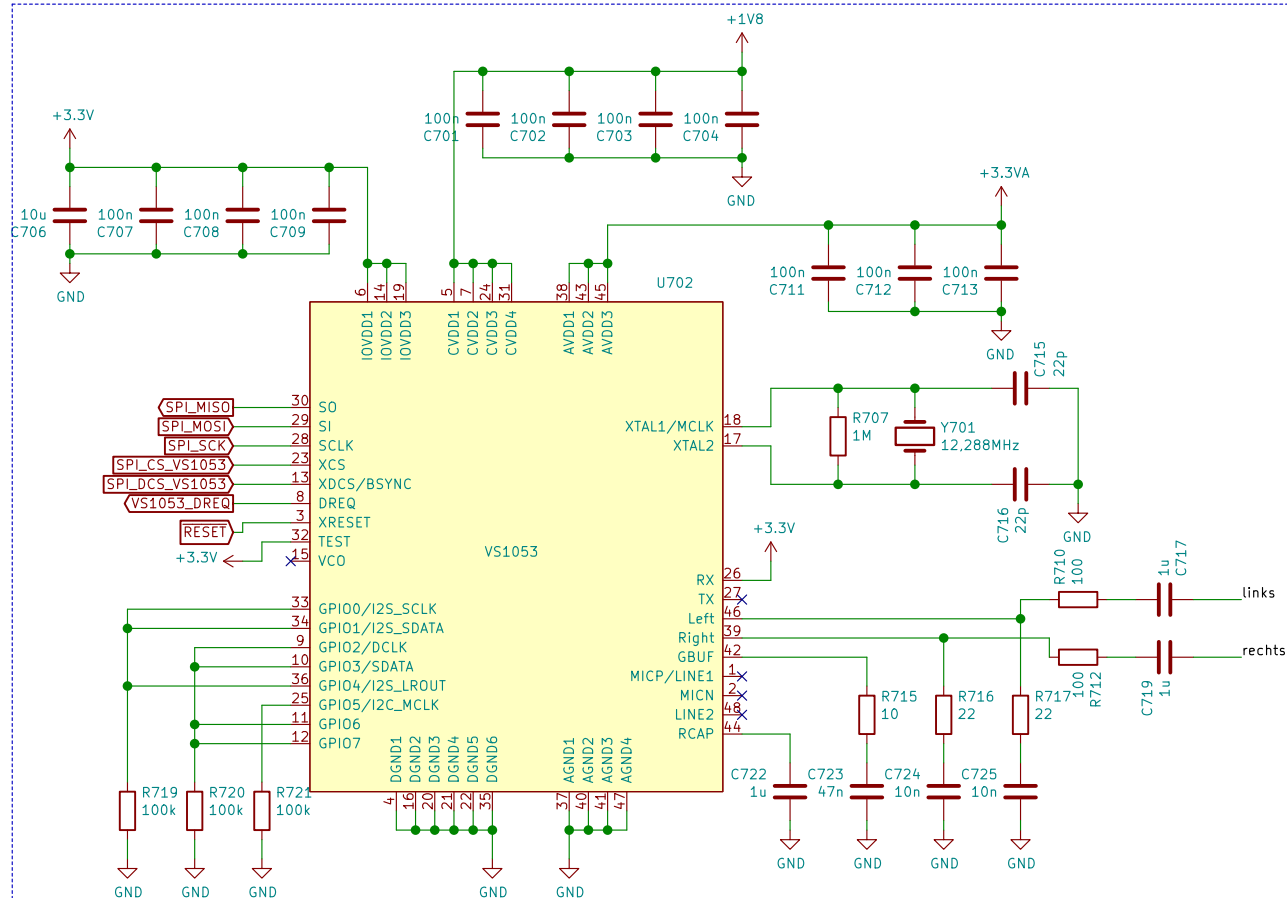 +1V8
100n
C701
100n
C702
100n
C703
100n
C704
GND
+3.3V
10u
C706
100n
C707
100n
C708
100n
C709
GND
+3.3VA
100n
C711
100n
C712
100n
C713
GND
U702
6
14
19
5
7
24
31
38
43
45
IOVDD1
IOVDD2
IOVDD3
CVDD1
CVDD2
CVDD3
CVDD4
AVDD1
AVDD2
AVDD3
SPI_MISO 30 SO
SPI_MOSI 29 SI
SPI_SCK 28 SCLK
SPI_CS_VS1053 23 XCS
SPI_DCS_VS1053 13 XDCS/BSYNC
VS1053_DREQ 8 DREQ
RESET 3 XRESET
32 TEST
+3.3V 15 VCO
VS1053
33 GPIO0/I2S_SCLK
34 GPIO1/I2S_SDATA
9 GPIO2/DCLK
10 GPIO3/SDATA
36 GPIO4/I2S_LROUT
25 GPIO5/I2C_MCLK
11 GPIO6
12 GPIO7
XTAL1/MCLK 18
XTAL2 17
R707
1M
Y701
12,288MHz
C715
22p
C716
22p
GND
+3.3V
RX 26
TX 27
Left 46
Right 39
GBUF 42
MICP/LINE1 1
MICN 2
LINE2 48
RCAP 44
R710
100
1u
C717
links
100
R712
C719
1u
rechts
R715
10
R716
22
R717
22
C722
1u
C723
47n
C724
10n
C725
10n
GND
GND
GND
GND
DGND1
DGND2
DGND3
DGND4
DGND5
DGND6
AGND1
AGND2
AGND3
AGND4
4
16
20
21
22
35
37
40
41
47
R719
100k
R720
100k
R721
100k
GND
GND
GND
GND
GND